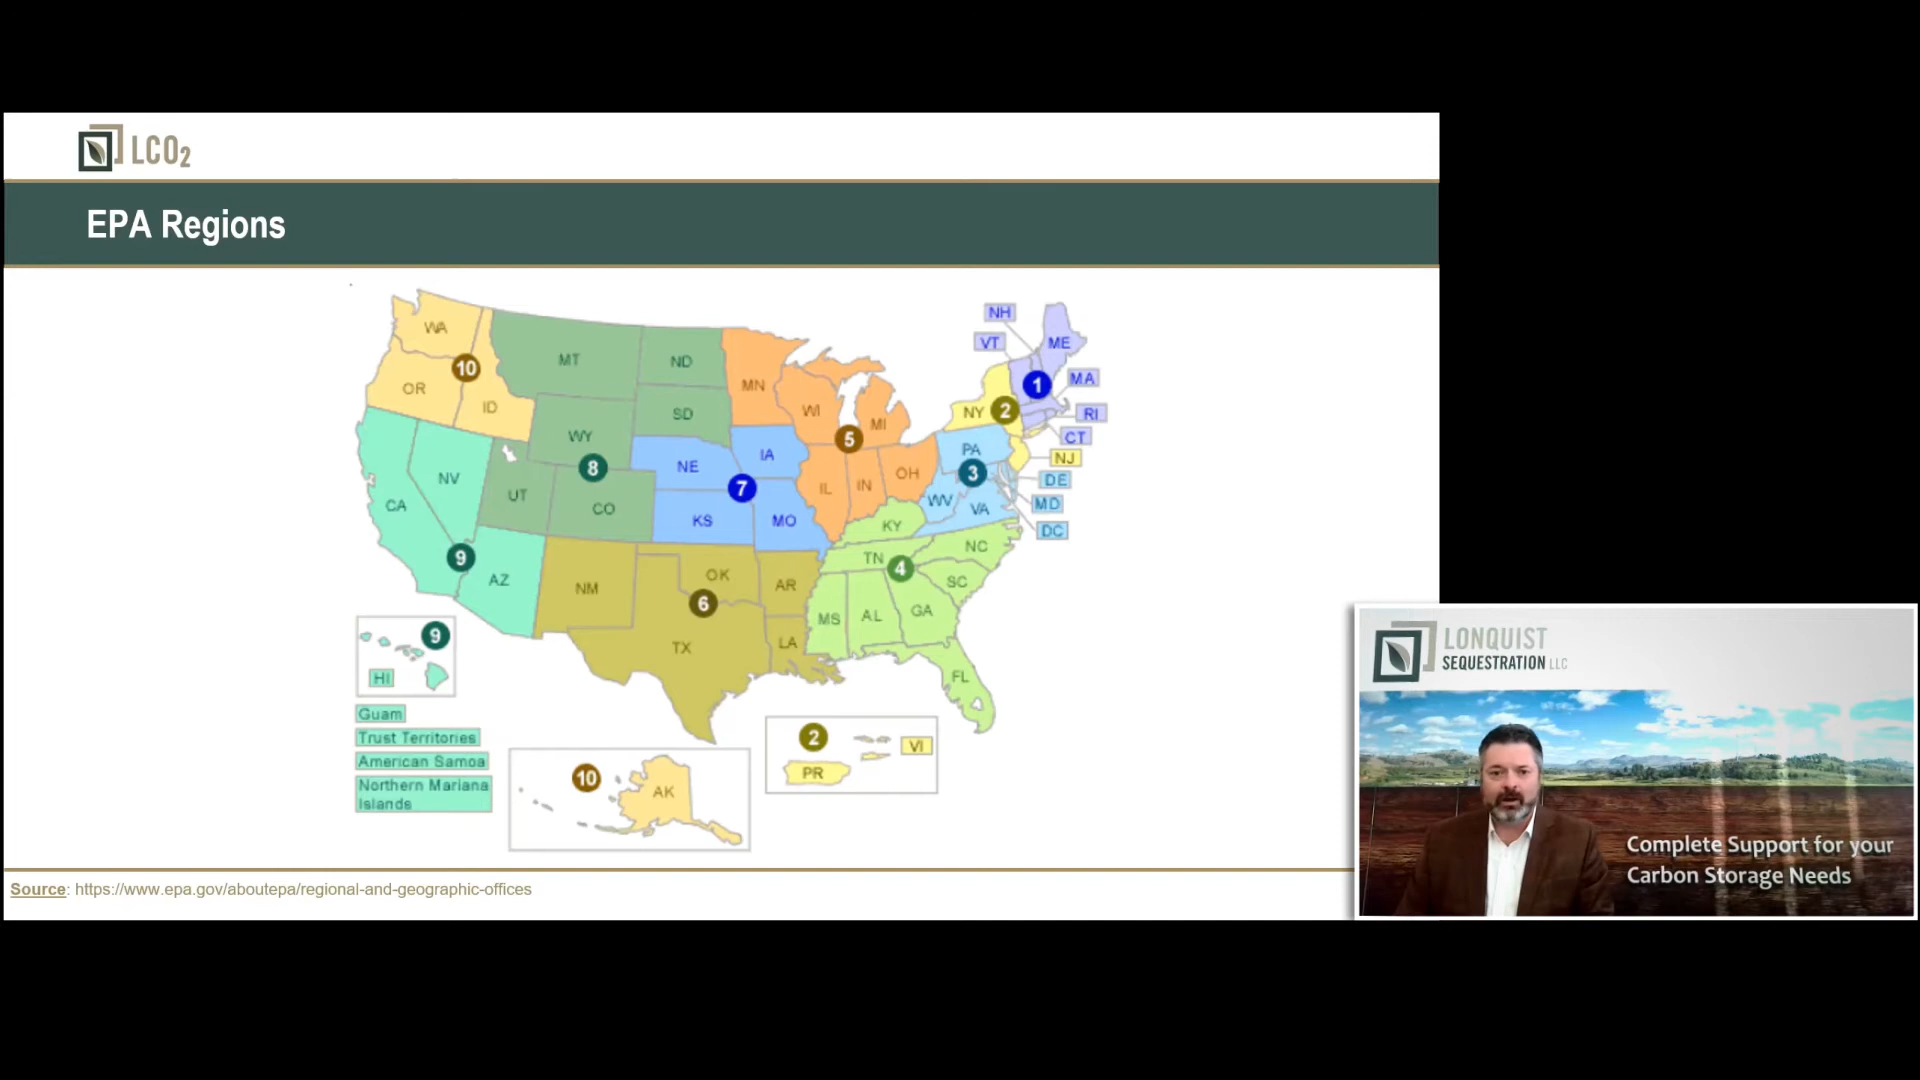 LCO2
EPA Regions
WA
10
OR
ID
MT
ND
SD
WY
8
UT
CO
MN
WI
MI
5
IL
IN
OH
NE
IA
7
KS
MO
NH
VT
ME
1
MA
RI
CT
NY
2
NJ
PA
3
DE
MD
DC
WV
VA
KY
TN
4
NC
SC
MS
AL
GA
FL
NV
CA
9
AZ
NM
OK
AR
6
TX
LA
9
HI
Guam
Trust Territories
American Samoa
Northern Mariana
Islands
10
AK
2
VI
PR
Source: https://www.epa.gov/aboutepa/regional-and-geographic-offices
LONQUIST
SEQUESTRATION LLC
Complete Support for your
Carbon Storage Needs